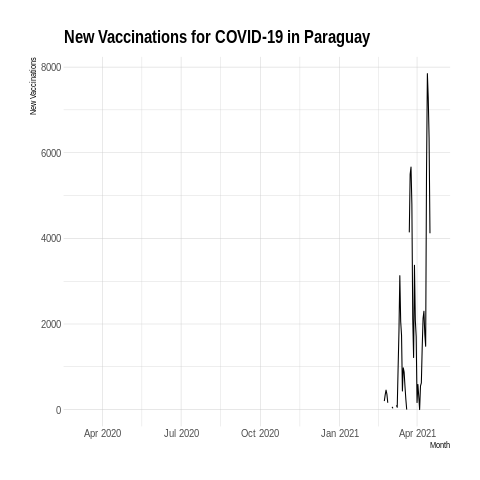 New Vaccinations for COVID-19 in Paraguay
New Vaccinations
8000
6000
4000
2000
0
Apr 2020 Jul 2020 Oct 2020 Jan 2021 Apr 2021
Month